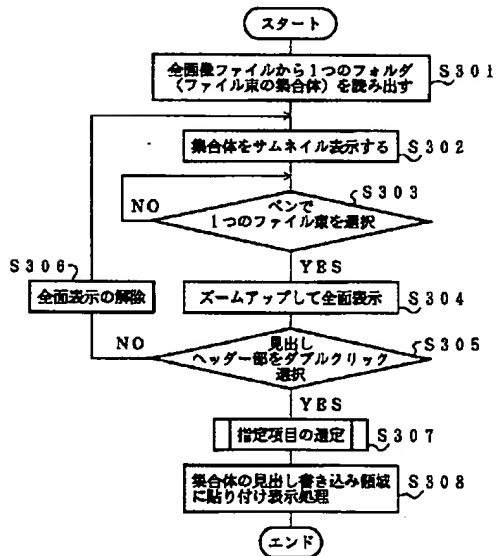 スタート
全画像ファイルから1つのフォルダ
(ファイル束の集合体)を読み出す
S301
集合体をサムネイル表示する
S302
S303
NO
ペンで
1つのファイル束を選択
YES
S306
全面表示の解除
ズームアップして全面表示
S304
NO
見出し
ヘッダー部をダブルクリック
選択
S305
YES
指定項目の選定
S307
集合体の見出し書き込み領域
に貼り付け表示処理
S308
エンド